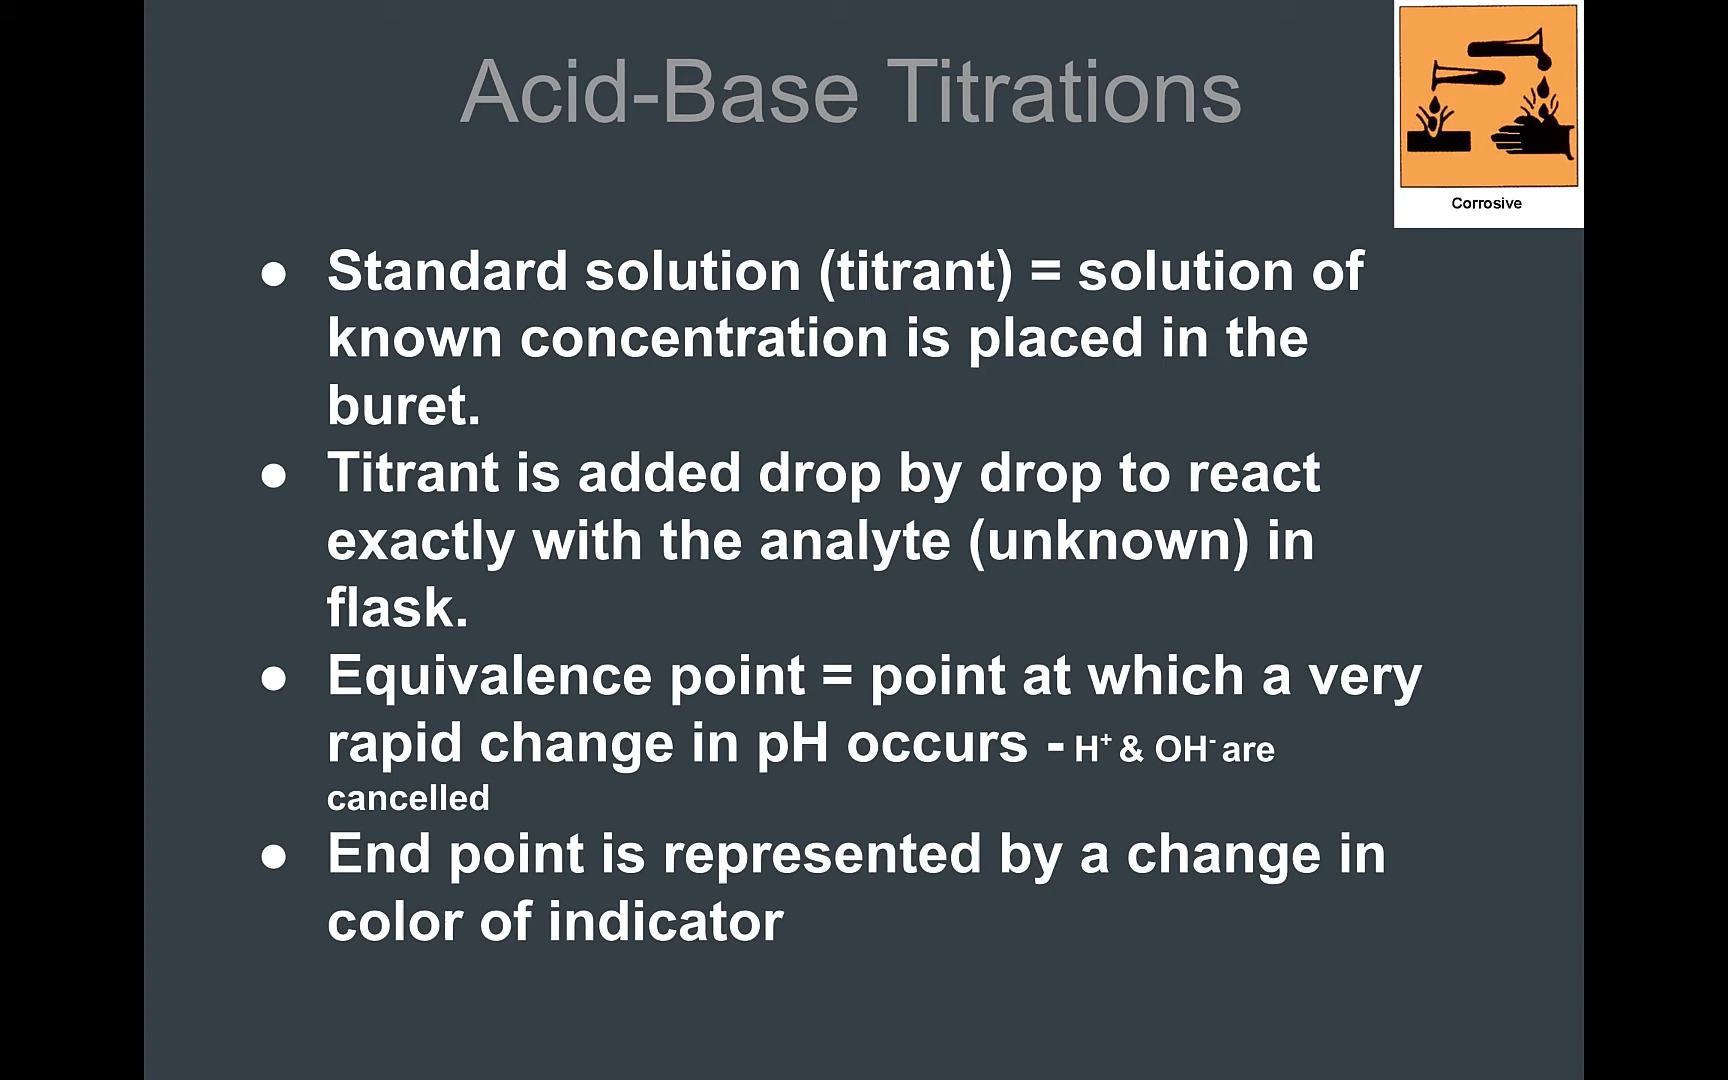 Acid-Base Titrations
Corrosive
● Standard solution (titrant) = solution of
known concentration is placed in the
buret.
● Titrant is added drop by drop to react
exactly with the analyte (unknown) in
flask.
● Equivalence point = point at which a very
rapid change in pH occurs - H⁺ & OH⁻ are
cancelled
● End point is represented by a change in
color of indicator